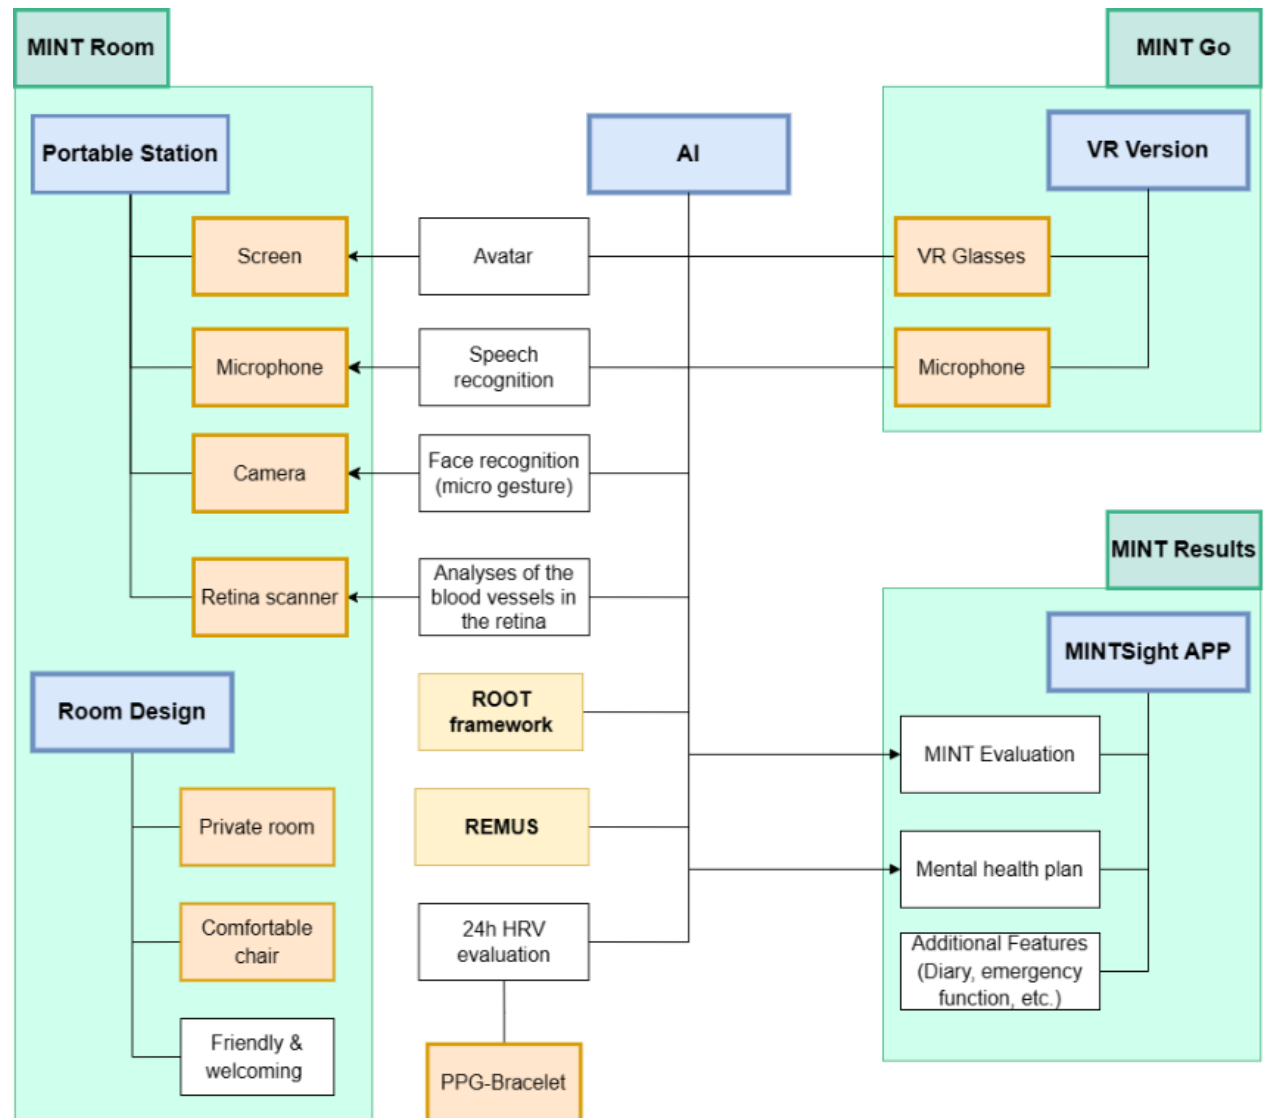 MINT Room
MINT Go
Portable Station
AI
VR Version
Screen
Avatar
VR Glasses
Microphone
Speech
recognition
Microphone
Camera
Face recognition
(micro gesture)
MINT Results
Retina scanner
Analyses of the
blood vessels in
the retina
MINTSight APP
Room Design
ROOT
framework
MINT Evaluation
Private room
REMUS
Mental health plan
Comfortable
chair
24h HRV
evaluation
Additional Features
(Diary, emergency
function, etc.)
Friendly &
welcoming
PPG-Bracelet